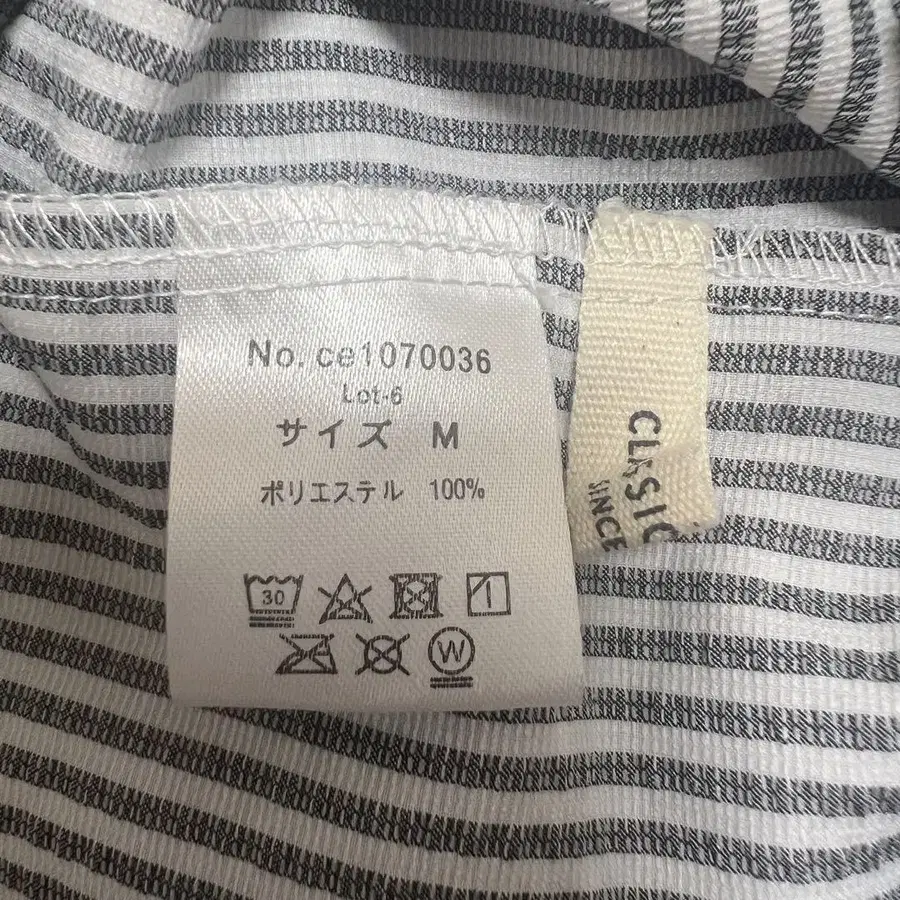 No. ce1070036
Lot-6
サイズ M
ポリエステル 100%
30
W
CLASSIC
SINCE